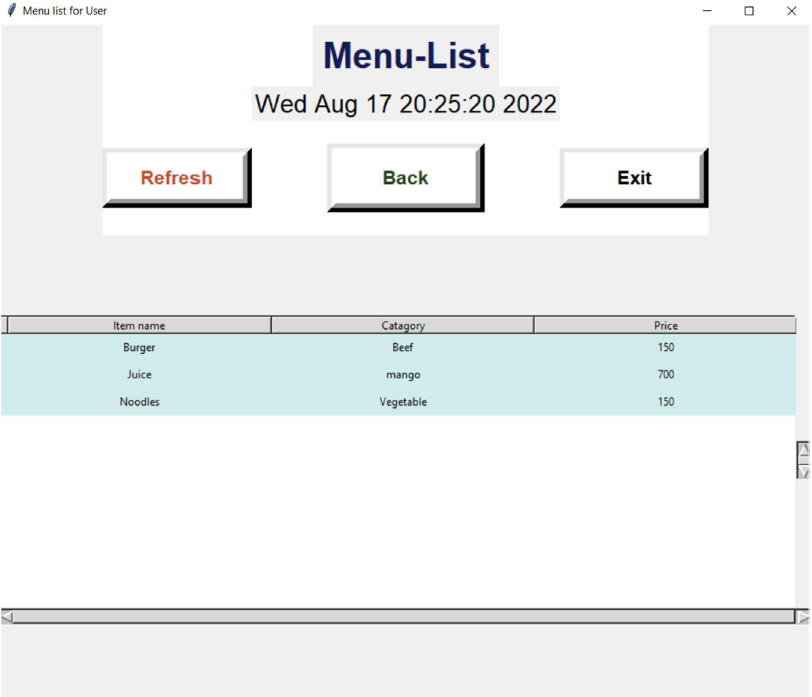 Menu list for User
Menu-List
Wed Aug 17 20:25:20 2022
Refresh Back Exit
Item name Catagory Price
Burger Beef 150
Juice mango 700
Noodles Vegetable 150